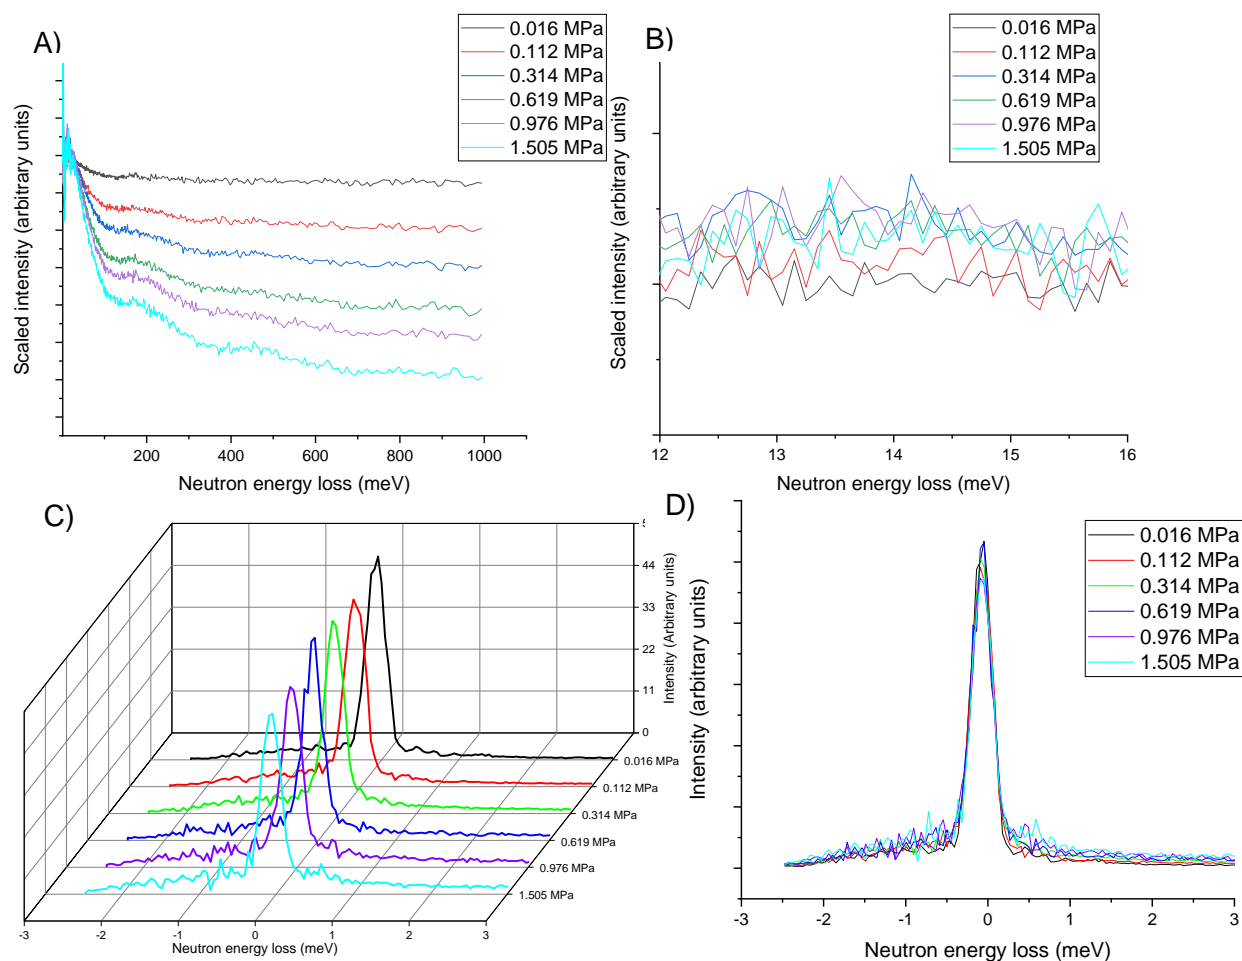 A)
0.016 MPa
0.112 MPa
0.314 MPa
0.619 MPa
0.976 MPa
1.505 MPa
Scaled intensity (arbitrary units)
200 400 600 800 1000
Neutron energy loss (meV)
B)
0.016 MPa
0.112 MPa
0.314 MPa
0.619 MPa
0.976 MPa
1.505 MPa
Scaled intensity (arbitrary units)
12 13 14 15 16
Neutron energy loss (meV)
C)
44
33
22
11
0
Intensity (Arbitrary units)
0.016 MPa
0.112 MPa
0.314 MPa
0.619 MPa
0.976 MPa
1.505 MPa
-3 -2 -1 0 1 2 3
Neutron energy loss (meV)
D)
0.016 MPa
0.112 MPa
0.314 MPa
0.619 MPa
0.976 MPa
1.505 MPa
Intensity (arbitrary units)
-3 -2 -1 0 1 2 3
Neutron energy loss (meV)